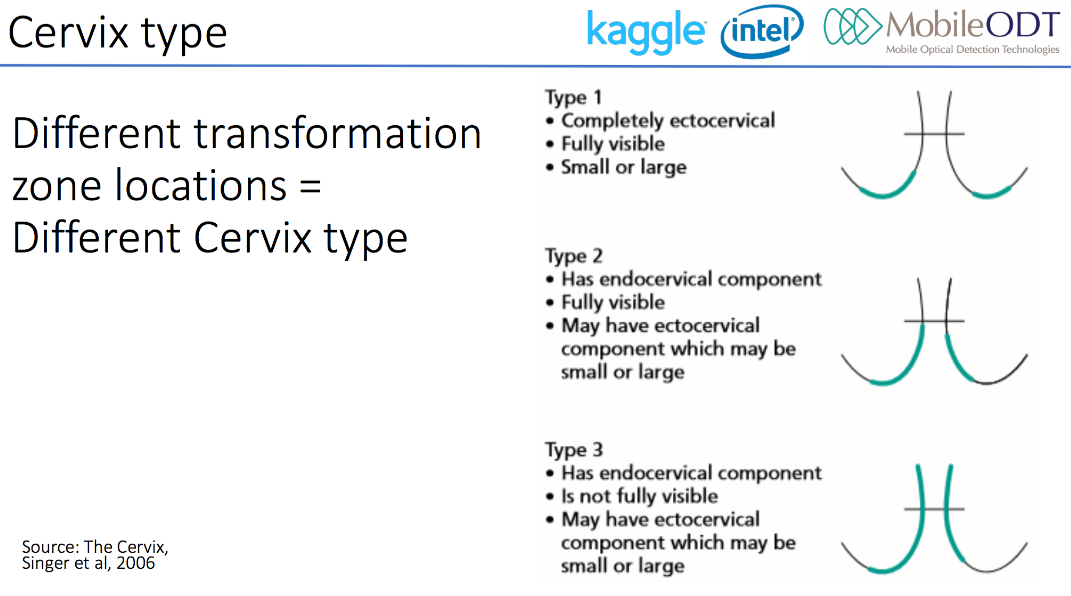 Cervix type
kaggle
intel
MobileODT
Mobile Optical Detection Technologies
Different transformation
zone locations =
Different Cervix type
Type 1
• Completely ectocervical
• Fully visible
• Small or large
Type 2
• Has endocervical component
• Fully visible
• May have ectocervical
component which may be
small or large
Type 3
• Has endocervical component
• Is not fully visible
• May have ectocervical
component which may be
small or large
Source: The Cervix,
Singer et al, 2006